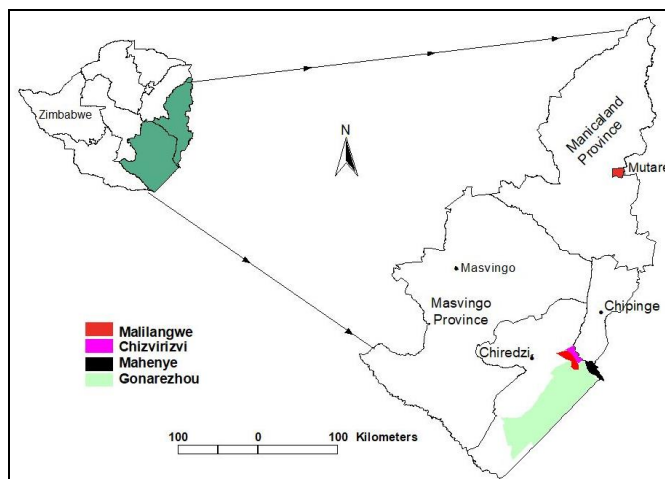 Zimbabwe
N
Manicaland
Province
Mutare
Masvingo
Masvingo
Province
Chipinge
Chiredzi
Malilangwe
Chizvirizvi
Mahenye
Gonarezhou
100 0 100 Kilometers